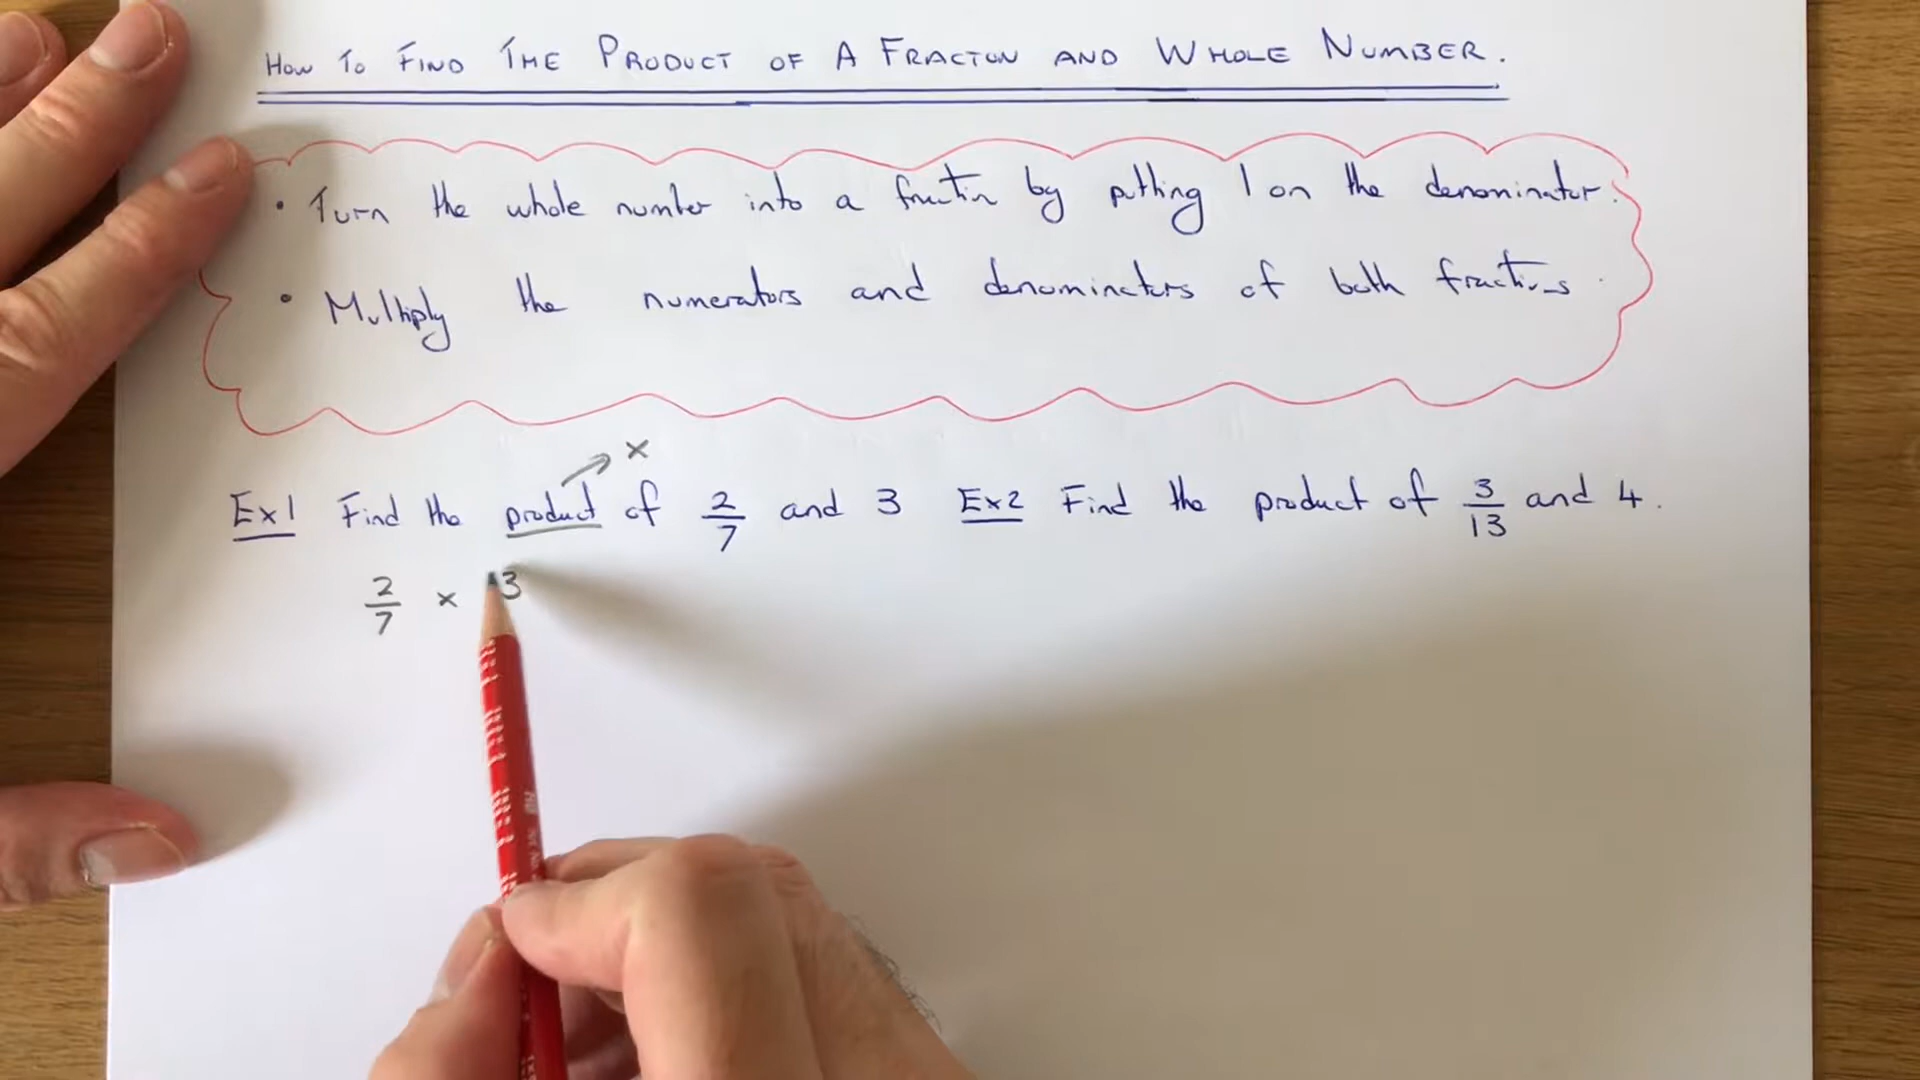 HOW TO FIND THE PRODUCT OF A FRACTON AND WHOLE NUMBER.
• Turn the whole number into a fraction by putting 1 on the denominator.
• Multiply the numerators and denominators of both fractions.
x
Ex1 Find the product of 2/7 and 3 Ex2 Find the product of 3/13 and 4.
2/7 x 3